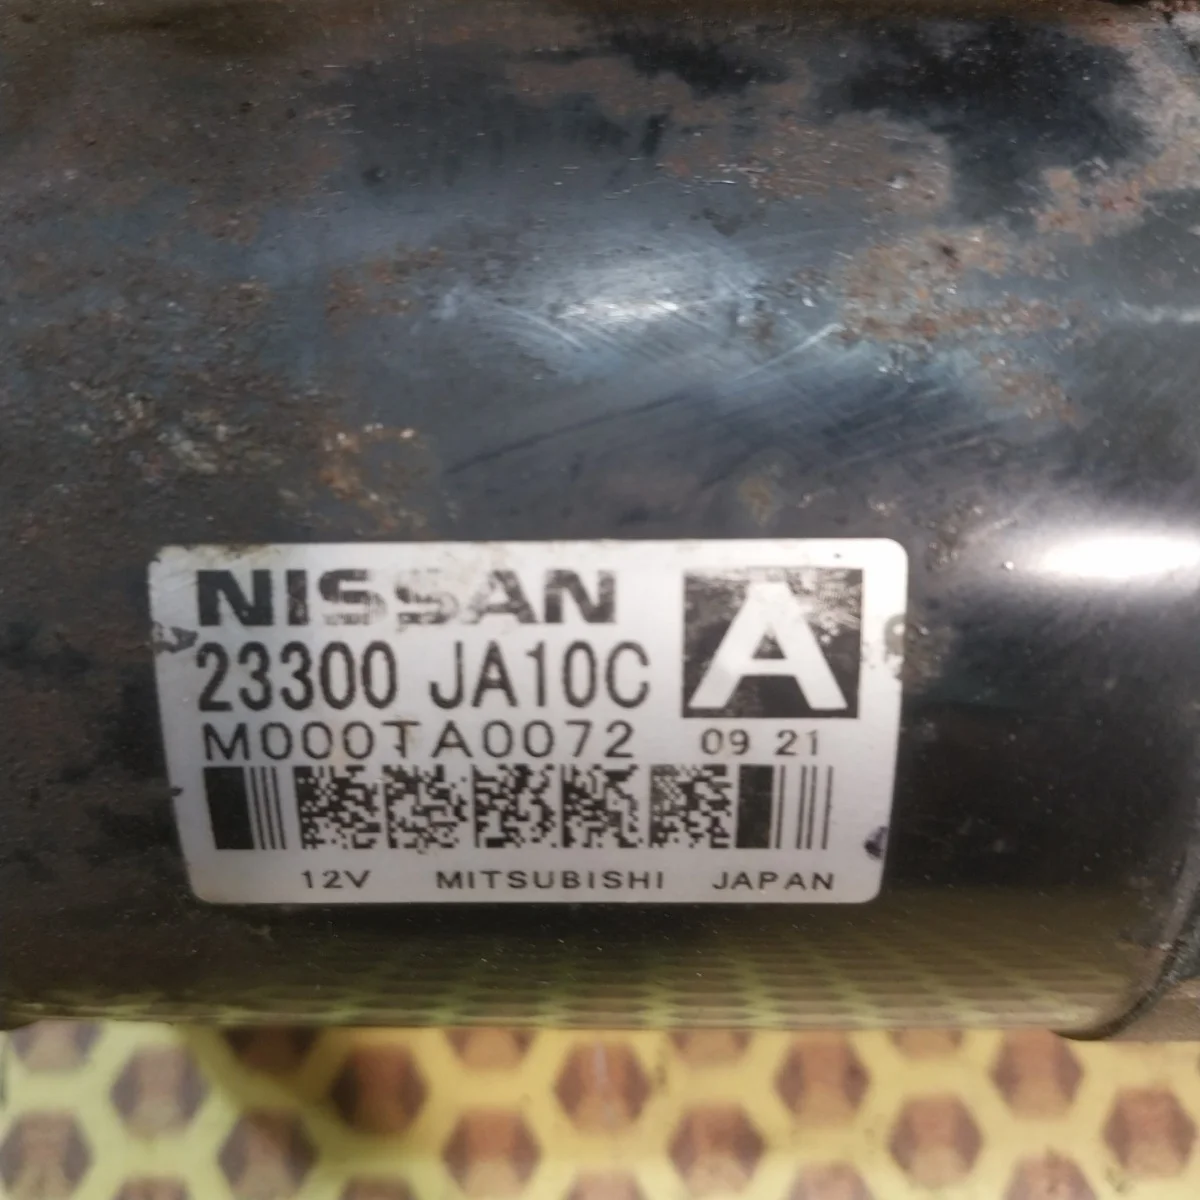 NISSAN
A
23300 JA10C
M000TA0072 09 21
12V MITSUBISHI JAPAN